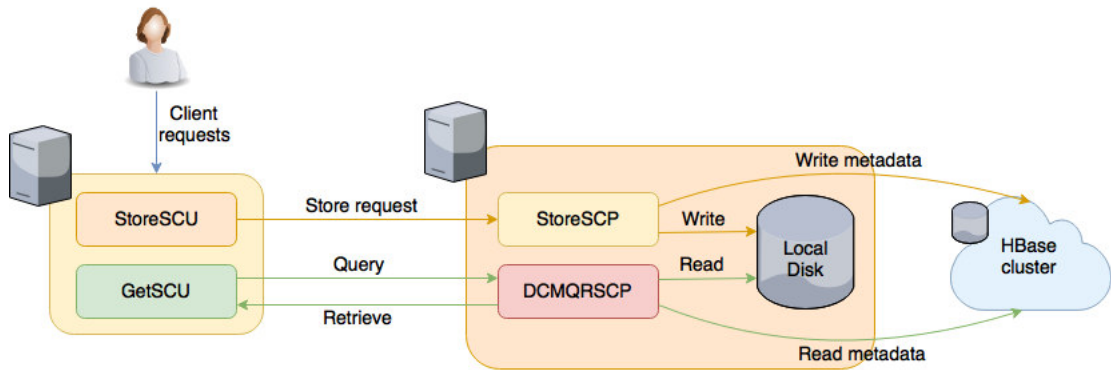 Client
requests
Write metadata
StoreSCU
Store request
StoreSCP
Write
Local
Disk
HBase
cluster
GetSCU
Query
Retrieve
DCMQRSCP
Read
Read metadata